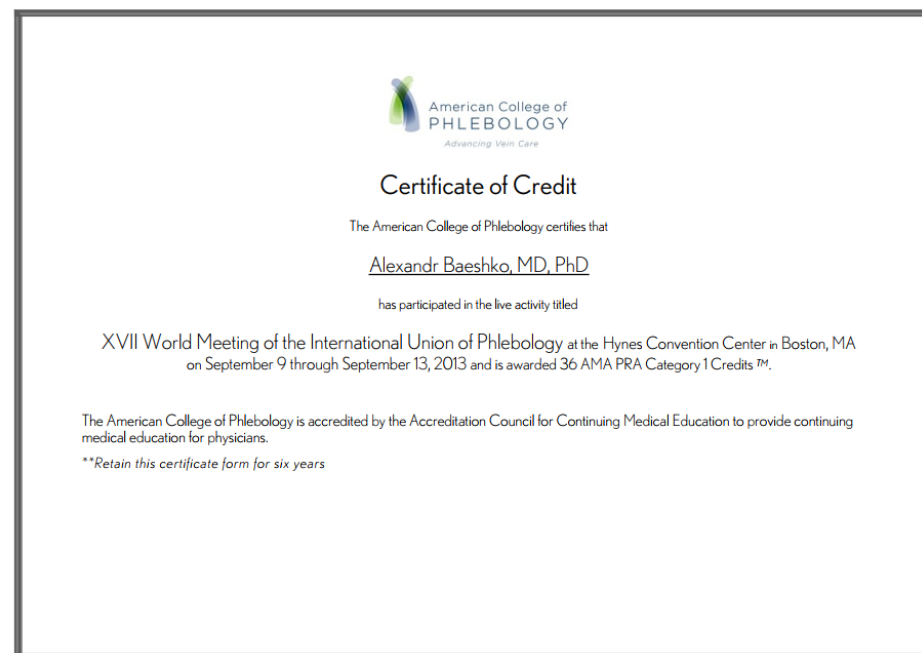 American College of
PHLEBOLOGY
Advancing Vein Care
Certificate of Credit
The American College of Phlebology certifies that
Alexandr Baeshko, MD, PhD
has participated in the live activity titled
XVII World Meeting of the International Union of Phlebology at the Hynes Convention Center in Boston, MA
on September 9 through September 13, 2013 and is awarded 36 AMA PRA Category 1 Credits ™.
The American College of Phlebology is accredited by the Accreditation Council for Continuing Medical Education to provide continuing
medical education for physicians.
**Retain this certificate form for six years